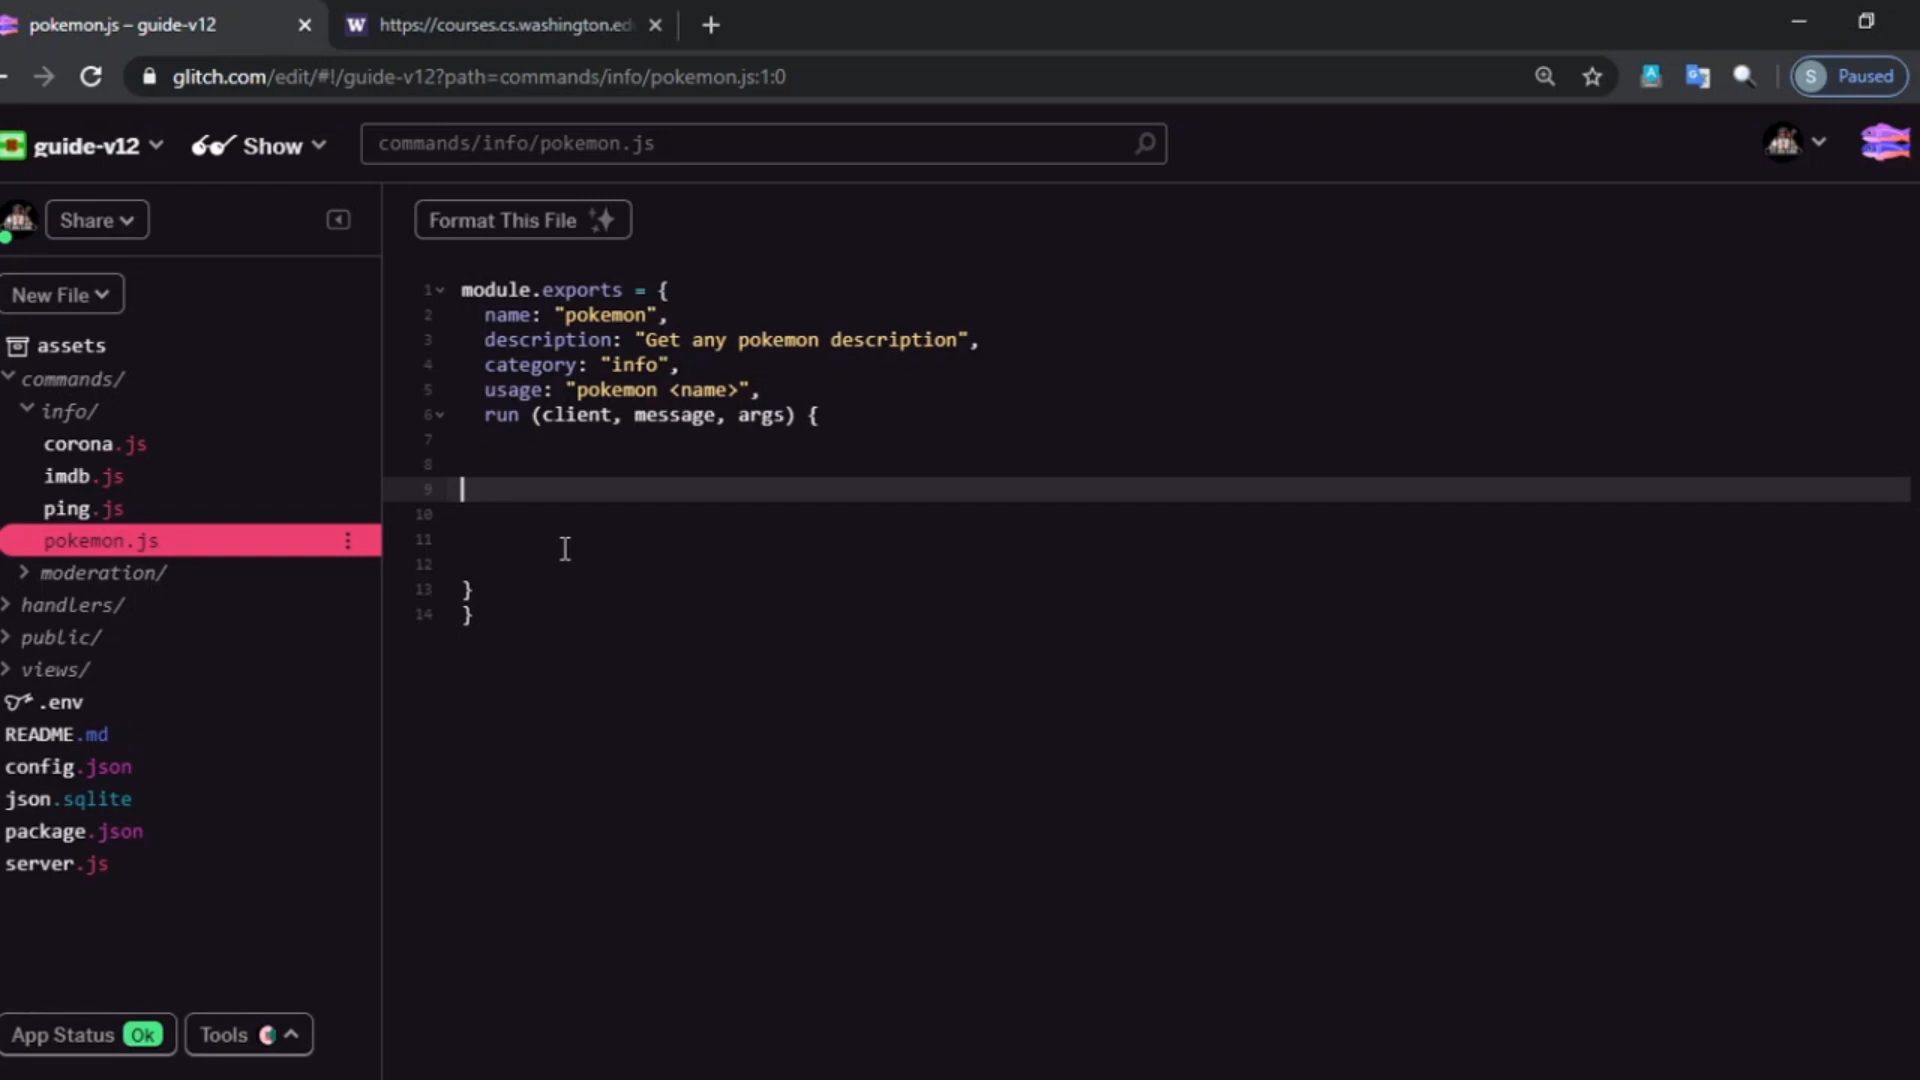 pokemon.js – guide-v12
https://courses.cs.washington.ed
glitch.com/edit/#!/guide-v12?path=commands/info/pokemon.js:1:0
S Paused
guide-v12
Show
commands/info/pokemon.js
Share
Format This File
New File
assets
commands/
info/
corona.js
imdb.js
ping.js
pokemon.js
moderation/
handlers/
public/
views/
.env
README.md
config.json
json.sqlite
package.json
server.js
App Status Ok
Tools
1 module.exports = {
2 name: "pokemon",
3 description: "Get any pokemon description",
4 category: "info",
5 usage: "pokemon <name>",
6 run (client, message, args) {
7
8
9
10
11
12
13 }
14 }